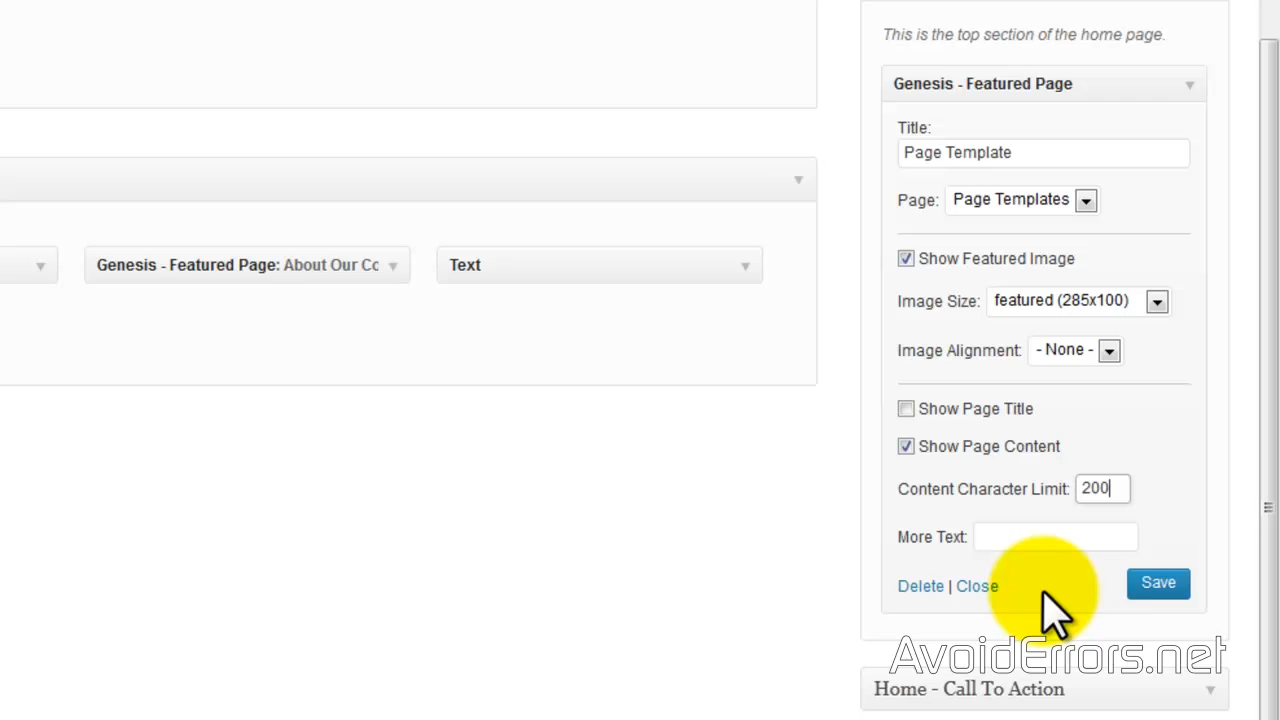 This is the top section of the home page.
Genesis - Featured Page
Title:
Page Template
Page: Page Templates
Genesis - Featured Page: About Our Co
Text
Show Featured Image
Image Size: featured (285x100)
Image Alignment: - None -
Show Page Title
Show Page Content
Content Character Limit: 200
More Text:
Delete | Close
Save
AvoidErrors.net
Home - Call To Action